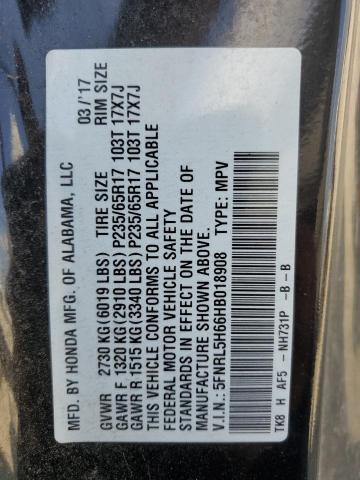 MFD. BY HONDA MFG. OF ALABAMA, LLC 03/'17
GVWR 2730 KG (6019 LBS) TIRE SIZE RIM SIZE
GAWR F 1320 KG (2910 LBS) P235/65R17 103T 17X7J
GAWR R 1515 KG (3340 LBS) P235/65R17 103T 17X7J
THIS VEHICLE CONFORMS TO ALL APPLICABLE
FEDERAL MOTOR VEHICLE SAFETY
STANDARDS IN EFFECT ON THE DATE OF
MANUFACTURE SHOWN ABOVE.
V.I.N.: 5FNRL5H66HB018908 TYPE: MPV
TK8 H AF5 -NH731P -B-B